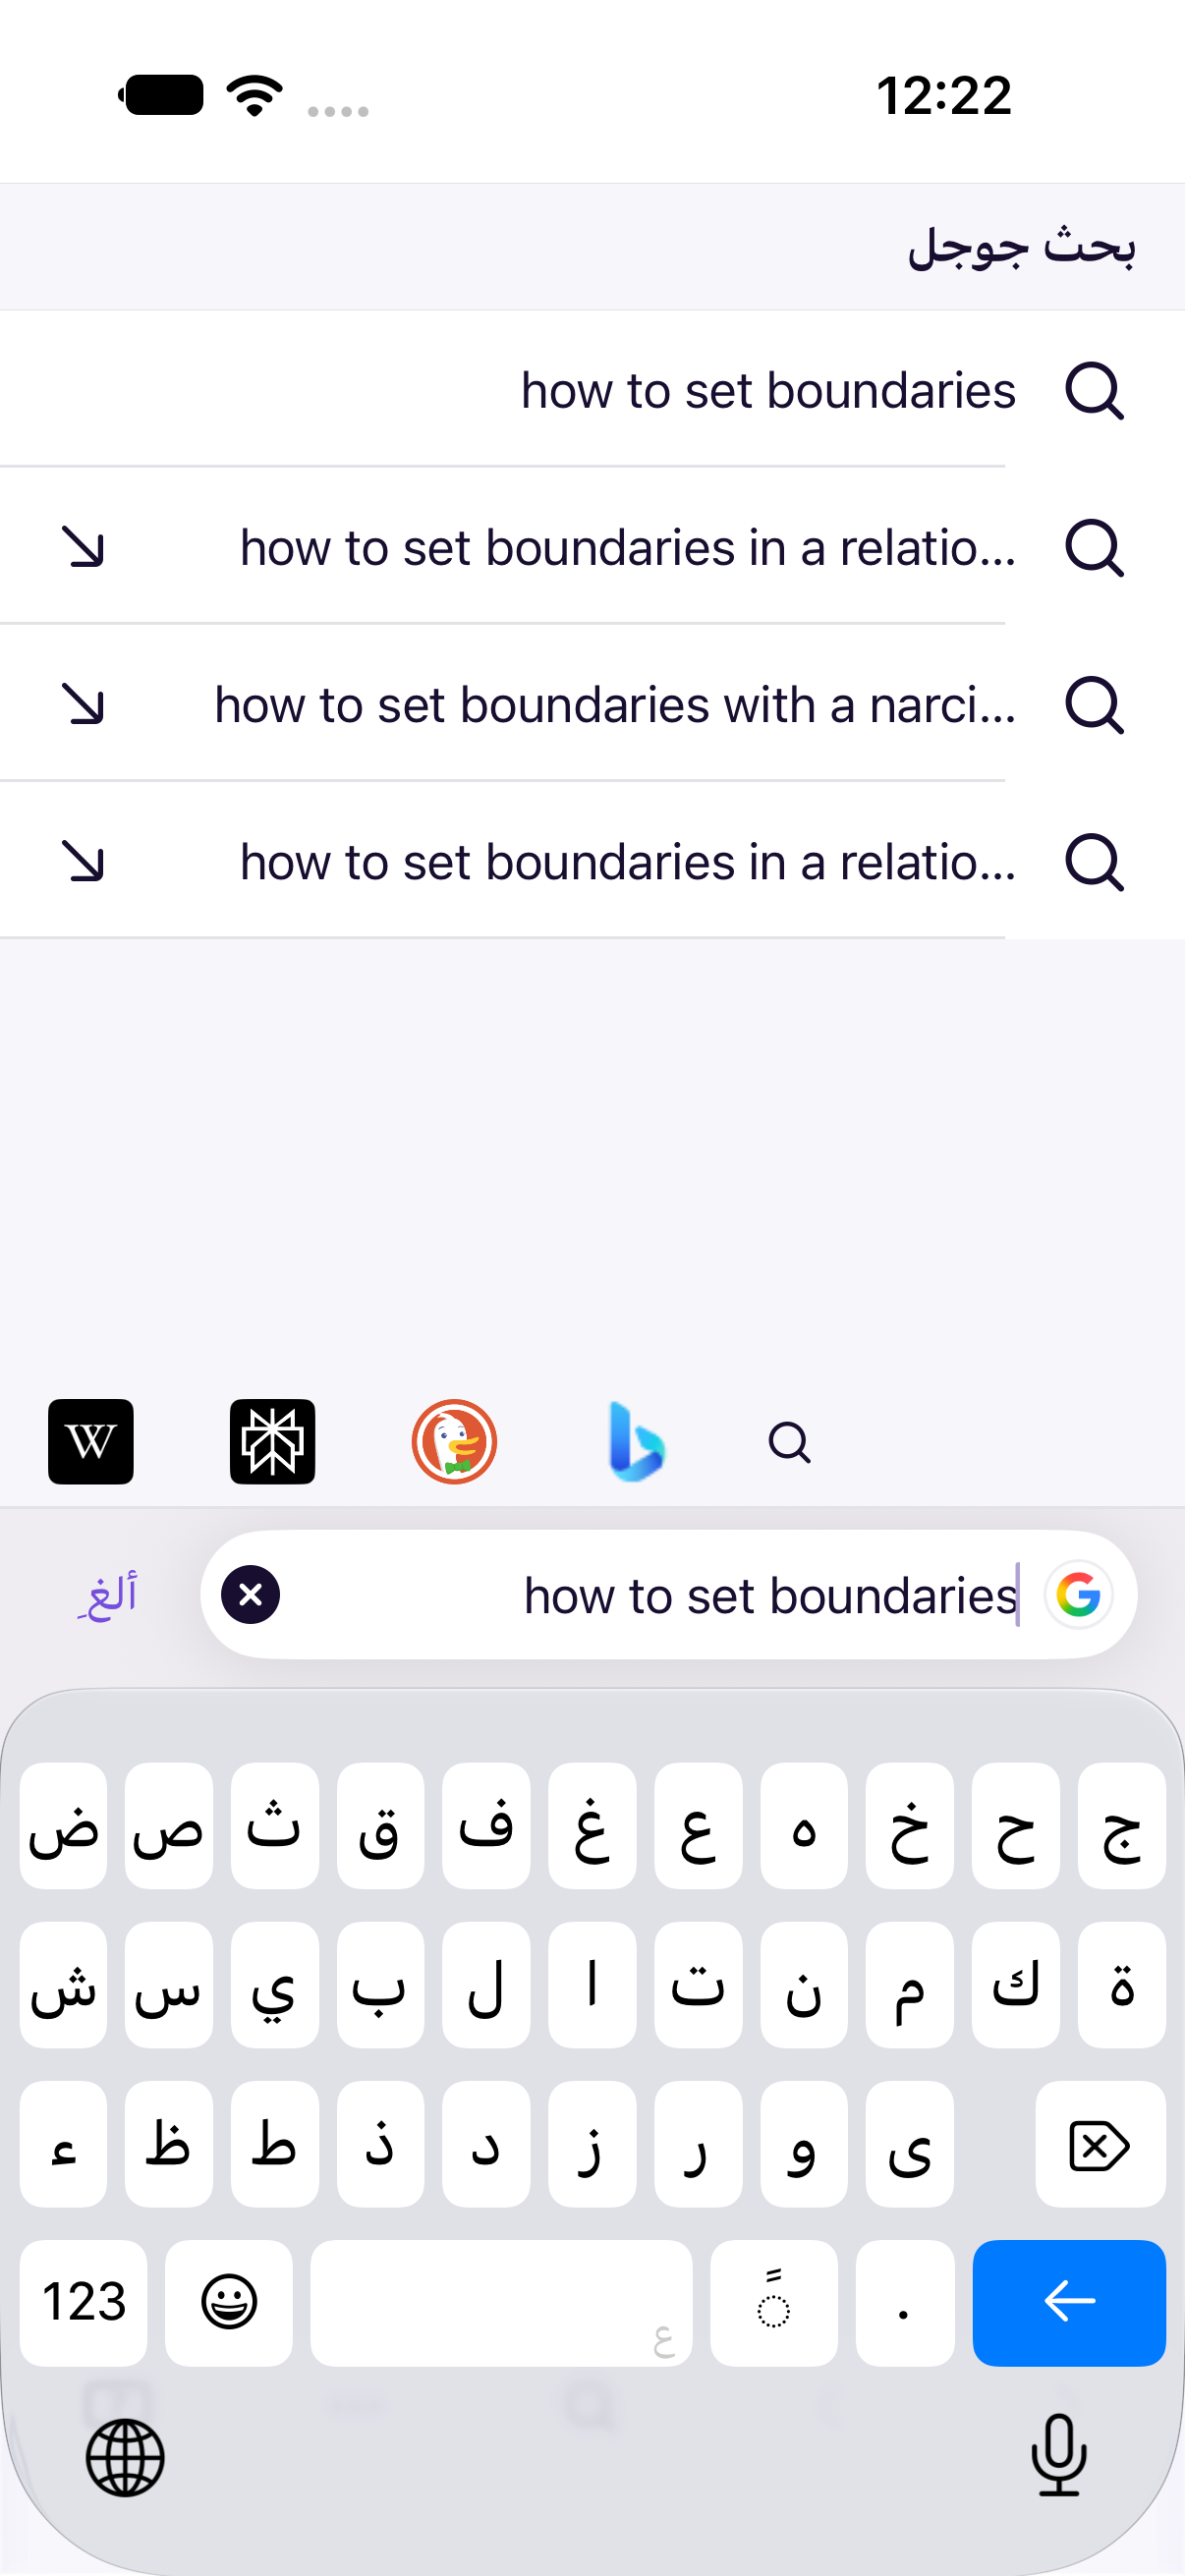 12:22
بحث جوجل
how to set boundaries
how to set boundaries in a relatio...
how to set boundaries with a narci...
how to set boundaries in a relatio...
W
how to set boundaries
ألغِ
ض ص ث ق ف غ ع ه خ ح ج
ش س ي ب ل ا ت ن م ك ة
ء ظ ط ذ د ز ر و ى
123 ع .